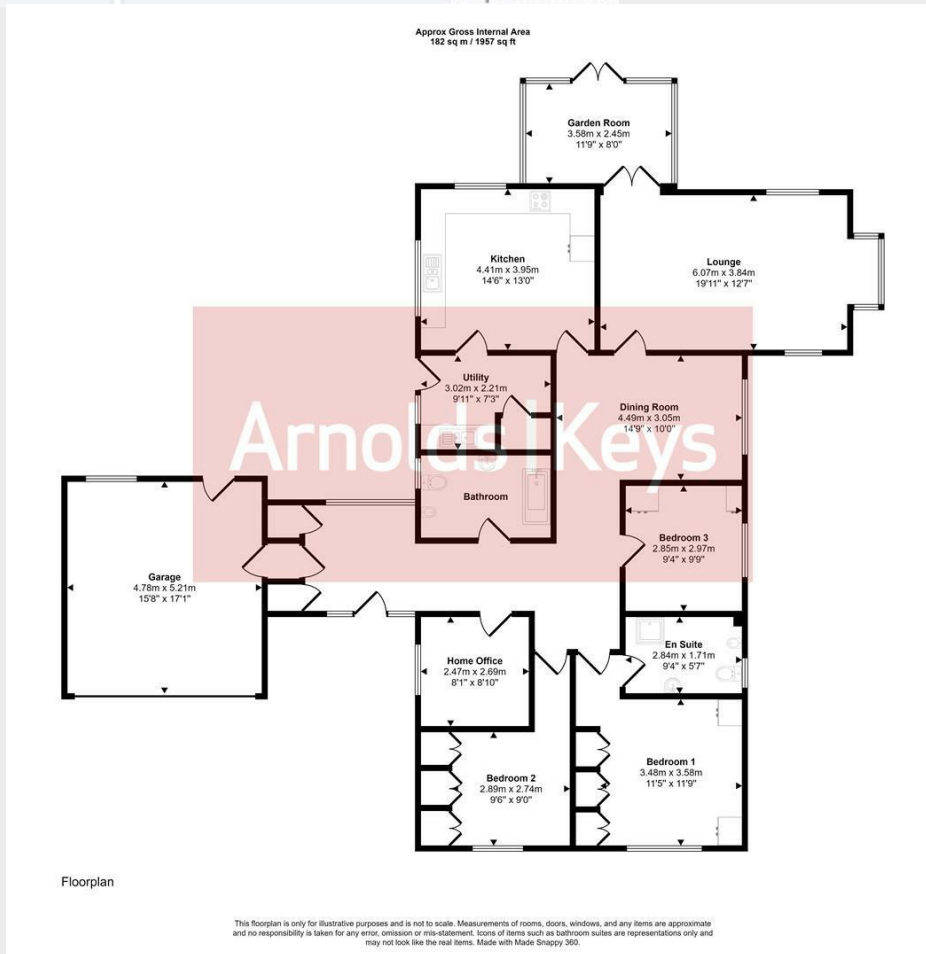 Approx Gross Internal Area
182 sq m / 1957 sq ft
Garden Room
3.58m x 2.45m
11'9" x 8'0"
Kitchen
4.41m x 3.95m
14'6" x 13'0"
Lounge
6.07m x 3.84m
19'11" x 12'7"
Utility
3.02m x 2.21m
9'11" x 7'3"
Dining Room
4.49m x 3.05m
14'9" x 10'0"
Arnolds|Keys
Bathroom
Bedroom 3
2.85m x 2.97m
9'4" x 9'9"
Garage
4.78m x 5.21m
15'8" x 17'1"
En Suite
2.84m x 1.71m
9'4" x 5'7"
Home Office
2.47m x 2.69m
8'1" x 8'10"
Bedroom 1
3.48m x 3.58m
11'5" x 11'9"
Bedroom 2
2.89m x 2.74m
9'6" x 9'0"
Floorplan
This floorplan is only for illustrative purposes and is not to scale. Measurements of rooms, doors, windows, and any items are approximate
and no responsibility is taken for any error, omission or mis-statement. Icons of items such as bathroom suites are representations only and
may not look like the real items. Made with Made Snappy 360.